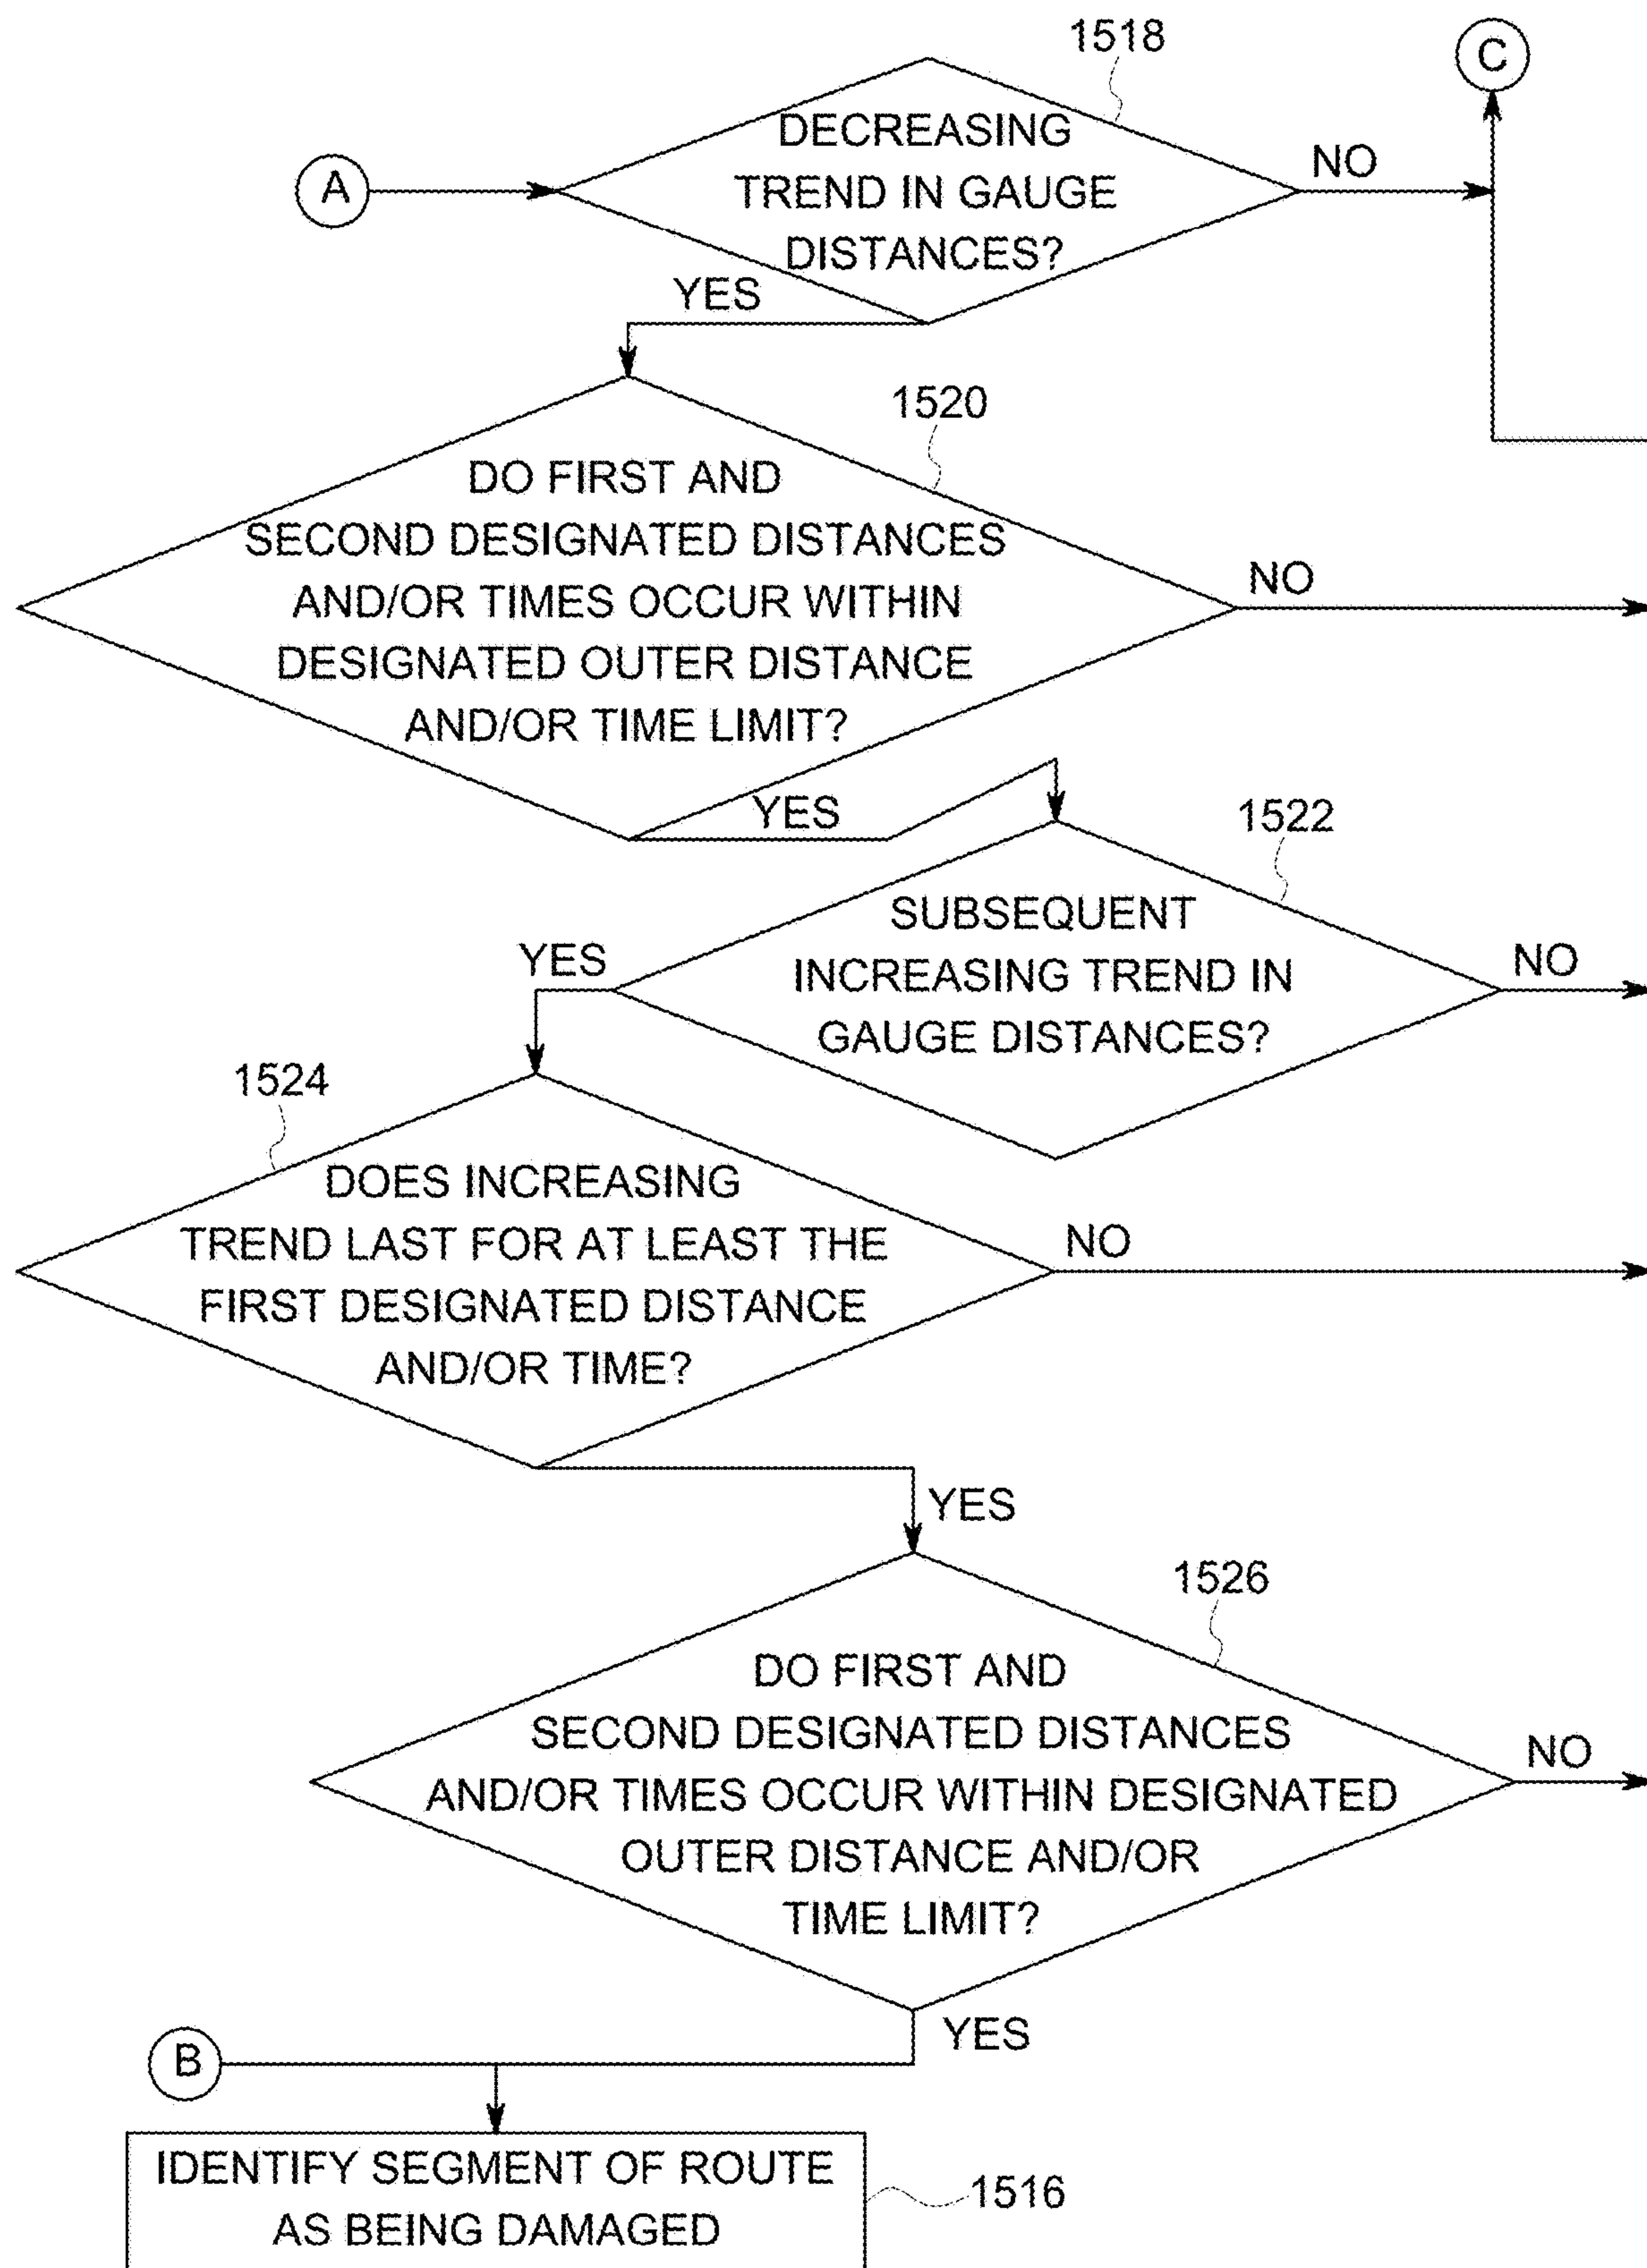 1518
C
DECREASING
TREND IN GAUGE
DISTANCES?
A
NO
YES
1520
DO FIRST AND
SECOND DESIGNATED DISTANCES
AND/OR TIMES OCCUR WITHIN
DESIGNATED OUTER DISTANCE
AND/OR TIME LIMIT?
NO
YES
1522
SUBSEQUENT
INCREASING TREND IN
GAUGE DISTANCES?
YES
NO
1524
DOES INCREASING
TREND LAST FOR AT LEAST THE
FIRST DESIGNATED DISTANCE
AND/OR TIME?
NO
YES
1526
DO FIRST AND
SECOND DESIGNATED DISTANCES
AND/OR TIMES OCCUR WITHIN DESIGNATED
OUTER DISTANCE AND/OR
TIME LIMIT?
NO
YES
B
IDENTIFY SEGMENT OF ROUTE
AS BEING DAMAGED
1516